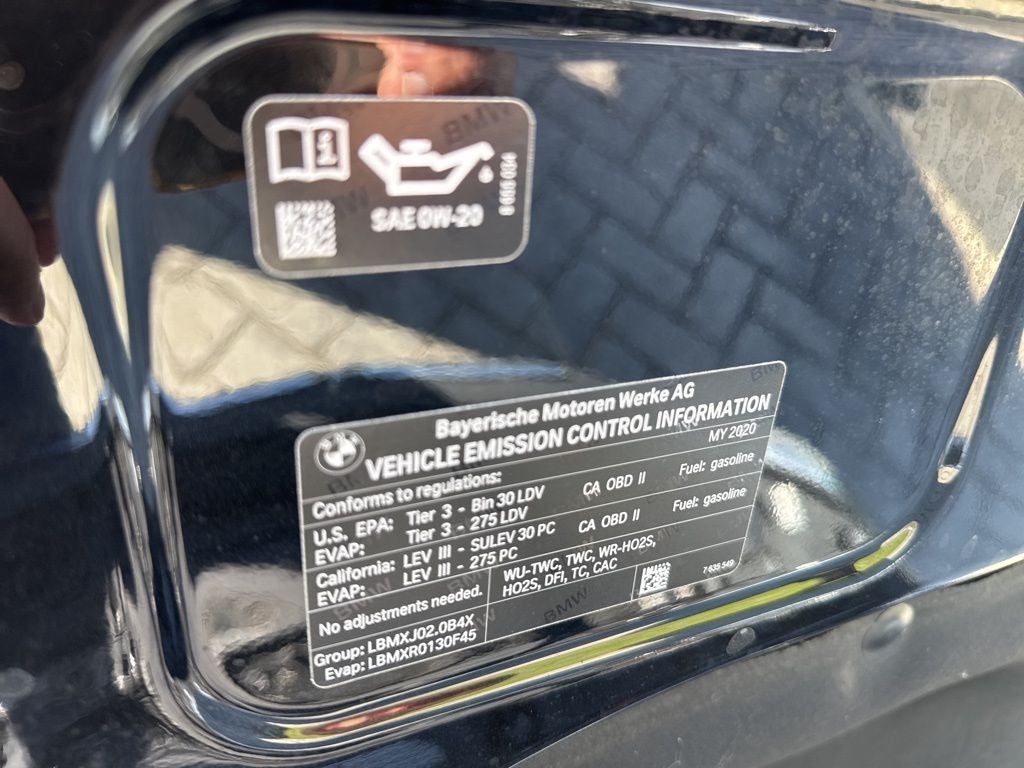 SAE 0W-20
8 655 034
BMW
Bayerische Motoren Werke AG
VEHICLE EMISSION CONTROL INFORMATION
Conforms to regulations: MY 2020
U.S. EPA: Tier 3 - Bin 30 LDV CA OBD II Fuel: gasoline
EVAP: Tier 3 - 275 LDV
California: LEV III - SULEV 30 PC CA OBD II Fuel: gasoline
EVAP: LEV III - 275 PC
No adjustments needed.
WU-TWC, TWC, WR-HO2S,
HO2S, DFI, TC, CAC
Group: LBMXJ02.0B4X
Evap: LBMXR0130F45
7 635 549